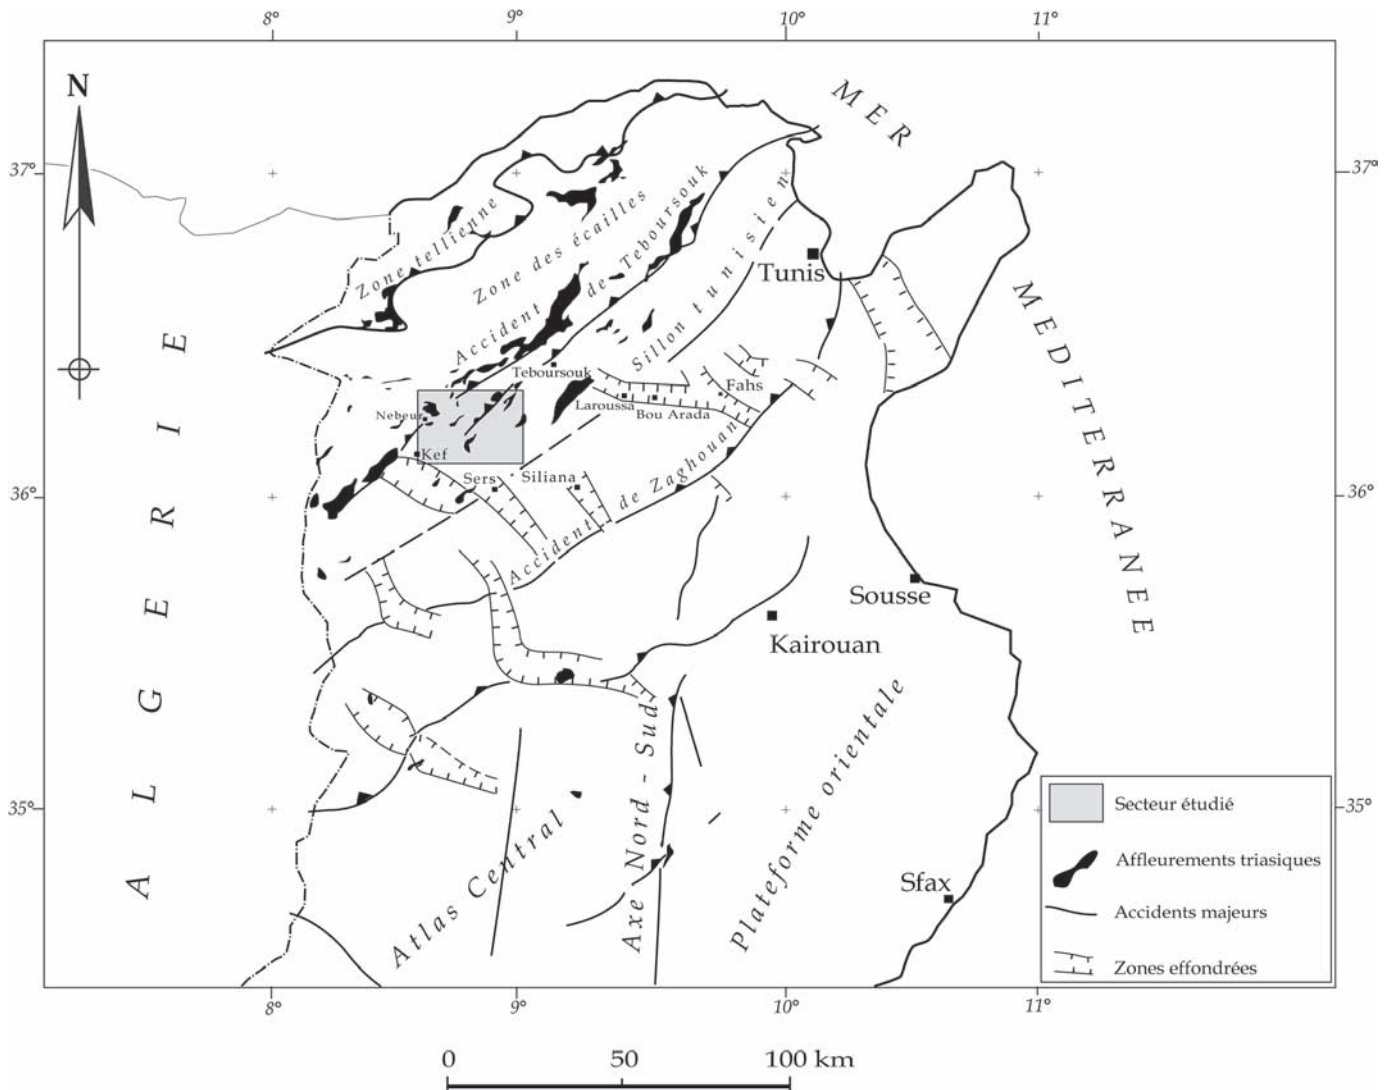 8°
9°
10°
11°
N
MER
37°
37°
Zone tellienne
Zone des écailles
Accident de Teboursouk
Sillon tunisien
Tunis
MEDITERRANEE
ALGERIE
Teboursouk
Fahs
Laroussa
Bou Arada
Nebeur
Kef
Sers
Siliana
36°
36°
Accident de Zaghouan
Sousse
Kairouan
35°
35°
Atlas Central
Axe Nord - Sud
Plateforme orientale
Sfax
Secteur étudié
Affleurements triasiques
Accidents majeurs
Zones effondrées
8°
9°
10°
11°
0 50 100 km